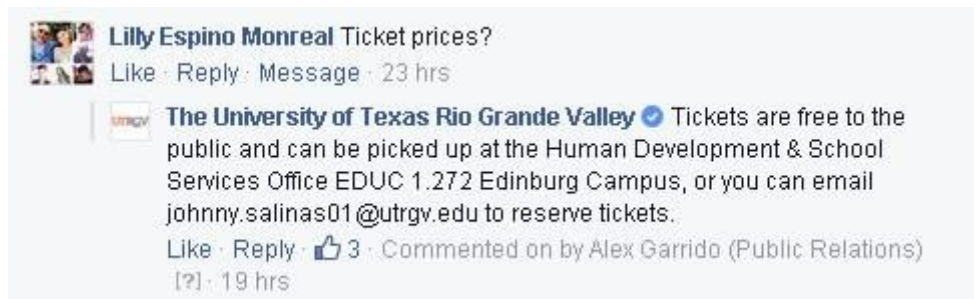 Lilly Espino Monreal Ticket prices?
Like · Reply · Message · 23 hrs
UTRGV The University of Texas Rio Grande Valley Tickets are free to the
public and can be picked up at the Human Development & School
Services Office EDUC 1.272 Edinburg Campus, or you can email
johnny.salinas01@utrgv.edu to reserve tickets.
Like · Reply · 3 · Commented on by Alex Garrido (Public Relations)
[?] · 19 hrs